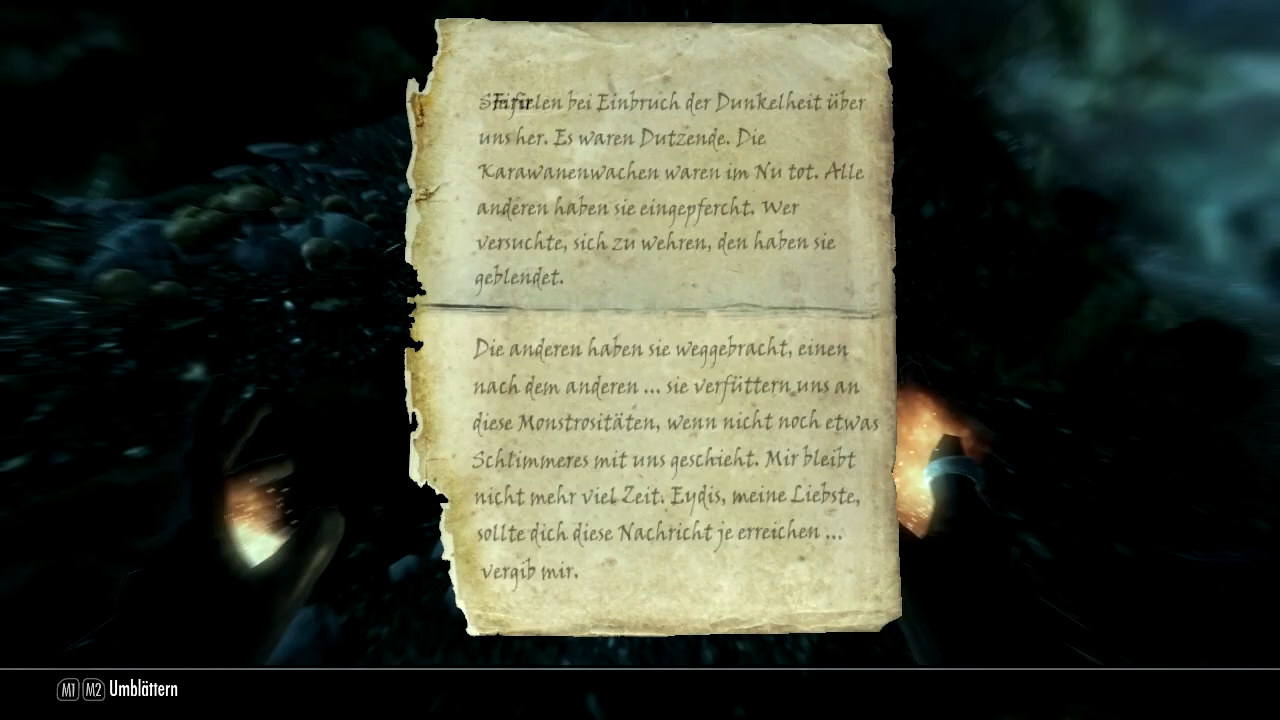 Sie fielen bei Einbruch der Dunkelheit über
uns her. Es waren Dutzende. Die
Karawanenwachen waren im Nu tot. Alle
anderen haben sie eingepfercht. Wer
versuchte, sich zu wehren, den haben sie
geblendet.
Die anderen haben sie weggebracht, einen
nach dem anderen ... sie verfüttern uns an
diese Monstrositäten, wenn nicht noch etwas
Schlimmeres mit uns geschieht. Mir bleibt
nicht mehr viel Zeit. Eydis, meine Liebste,
sollte dich diese Nachricht je erreichen ...
vergib mir.
M1 M2 Umblättern